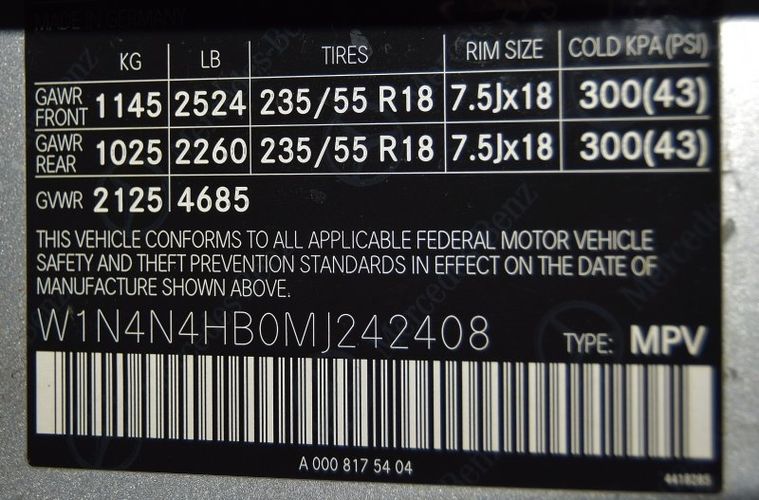 MADE IN GERMANY
KG LB TIRES RIM SIZE COLD KPA (PSI)
GAWR FRONT 1145 2524 235/55 R18 7.5Jx18 300(43)
GAWR REAR 1025 2260 235/55 R18 7.5Jx18 300(43)
GVWR 2125 4685
THIS VEHICLE CONFORMS TO ALL APPLICABLE FEDERAL MOTOR VEHICLE
SAFETY AND THEFT PREVENTION STANDARDS IN EFFECT ON THE DATE OF
MANUFACTURE SHOWN ABOVE.
W1N4N4HB0MJ242408 TYPE: MPV
A 000 817 54 04
4418285